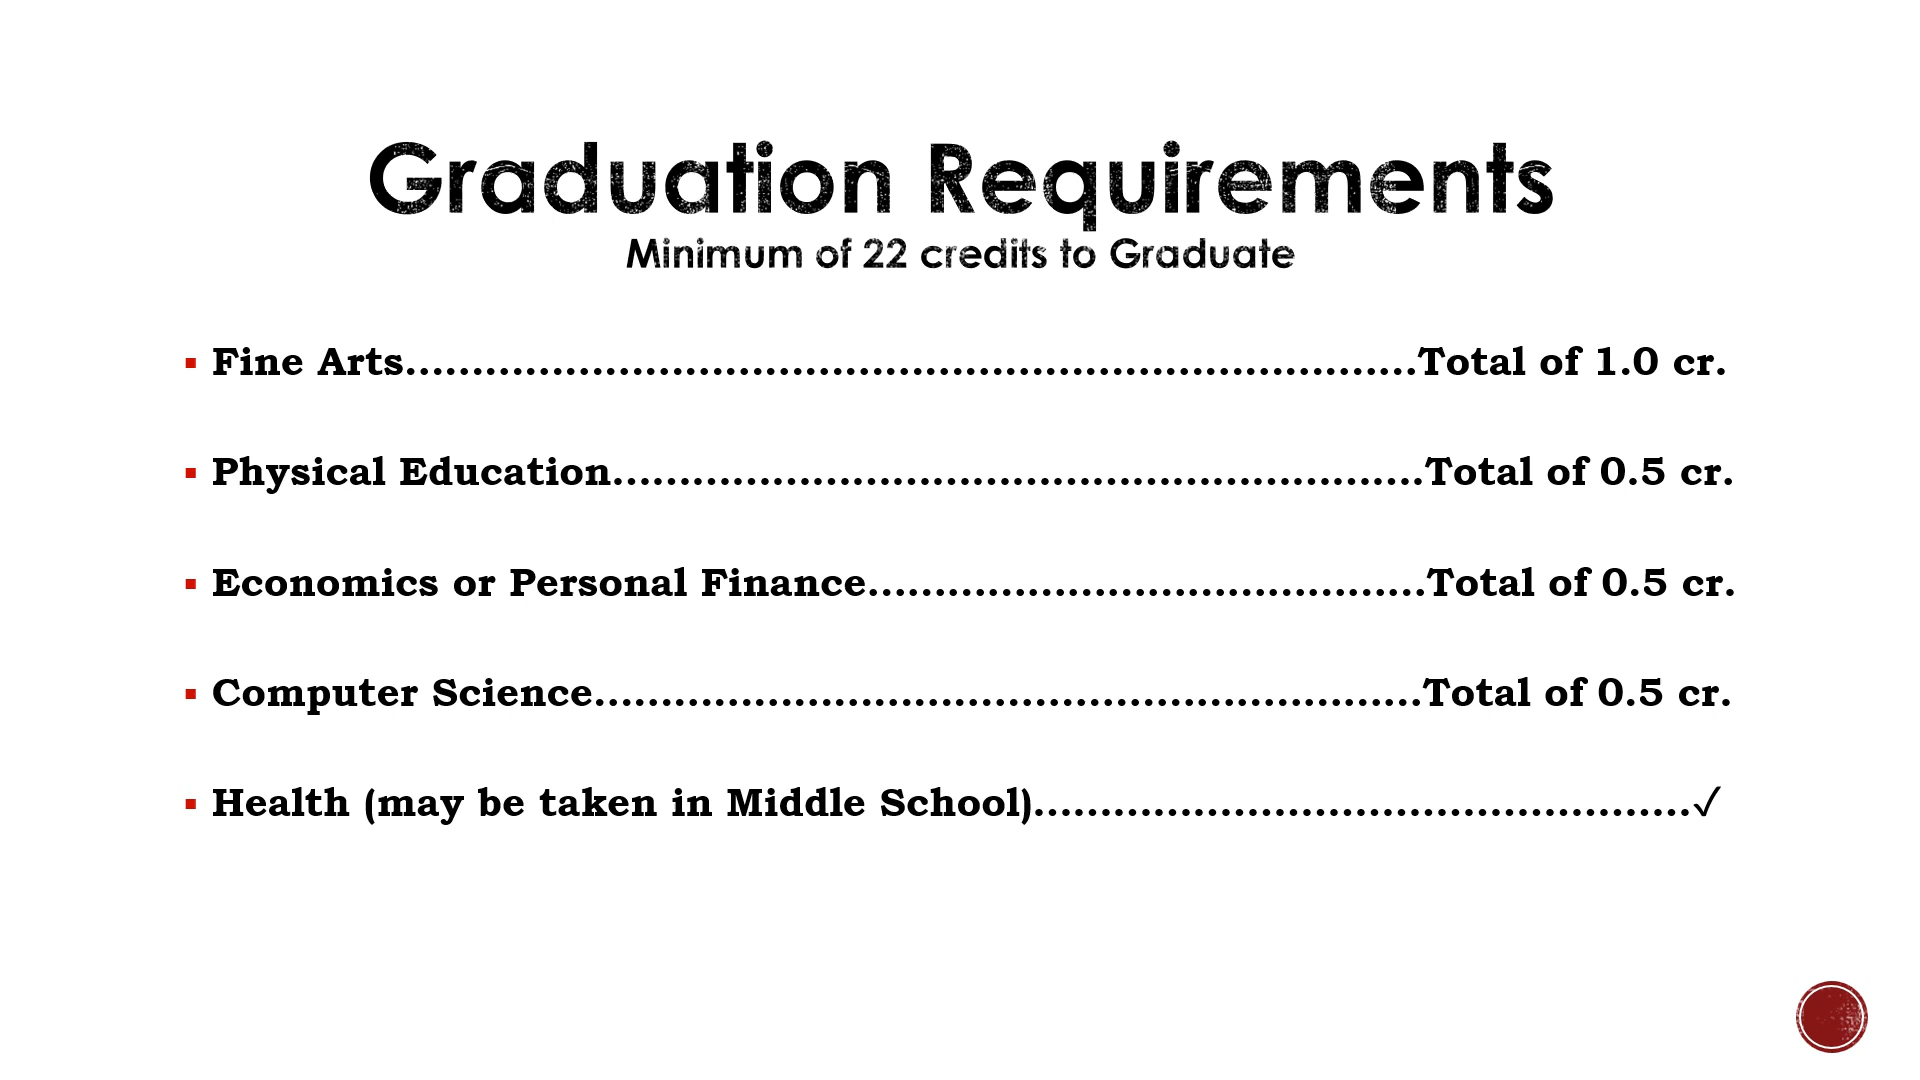 Graduation Requirements
Minimum of 22 credits to Graduate
▪ Fine Arts............................................................................Total of 1.0 cr.
▪ Physical Education.............................................................Total of 0.5 cr.
▪ Economics or Personal Finance..........................................Total of 0.5 cr.
▪ Computer Science..............................................................Total of 0.5 cr.
▪ Health (may be taken in Middle School).................................................✓